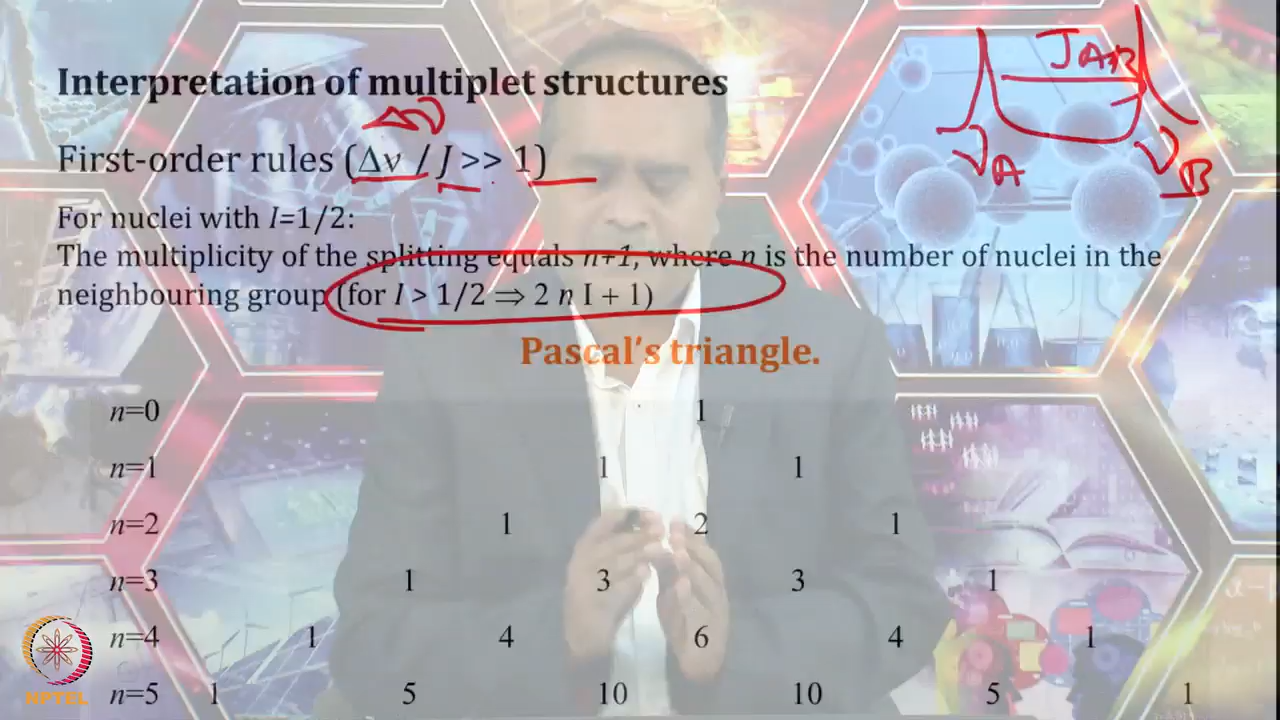 Interpretation of multiplet structures
Δν
First-order rules (Δν / J >> 1)
For nuclei with I=1/2:
The multiplicity of the splitting equals n+1, where n is the number of nuclei in the
neighbouring group (for I > 1/2 ⇒ 2 n I + 1)
Pascal's triangle.
n=0 1
n=1 1 1
n=2 1 2 1
n=3 1 3 3 1
n=4 1 4 6 4 1
n=5 1 5 10 10 5 1
J AB
ν A ν B
NPTEL